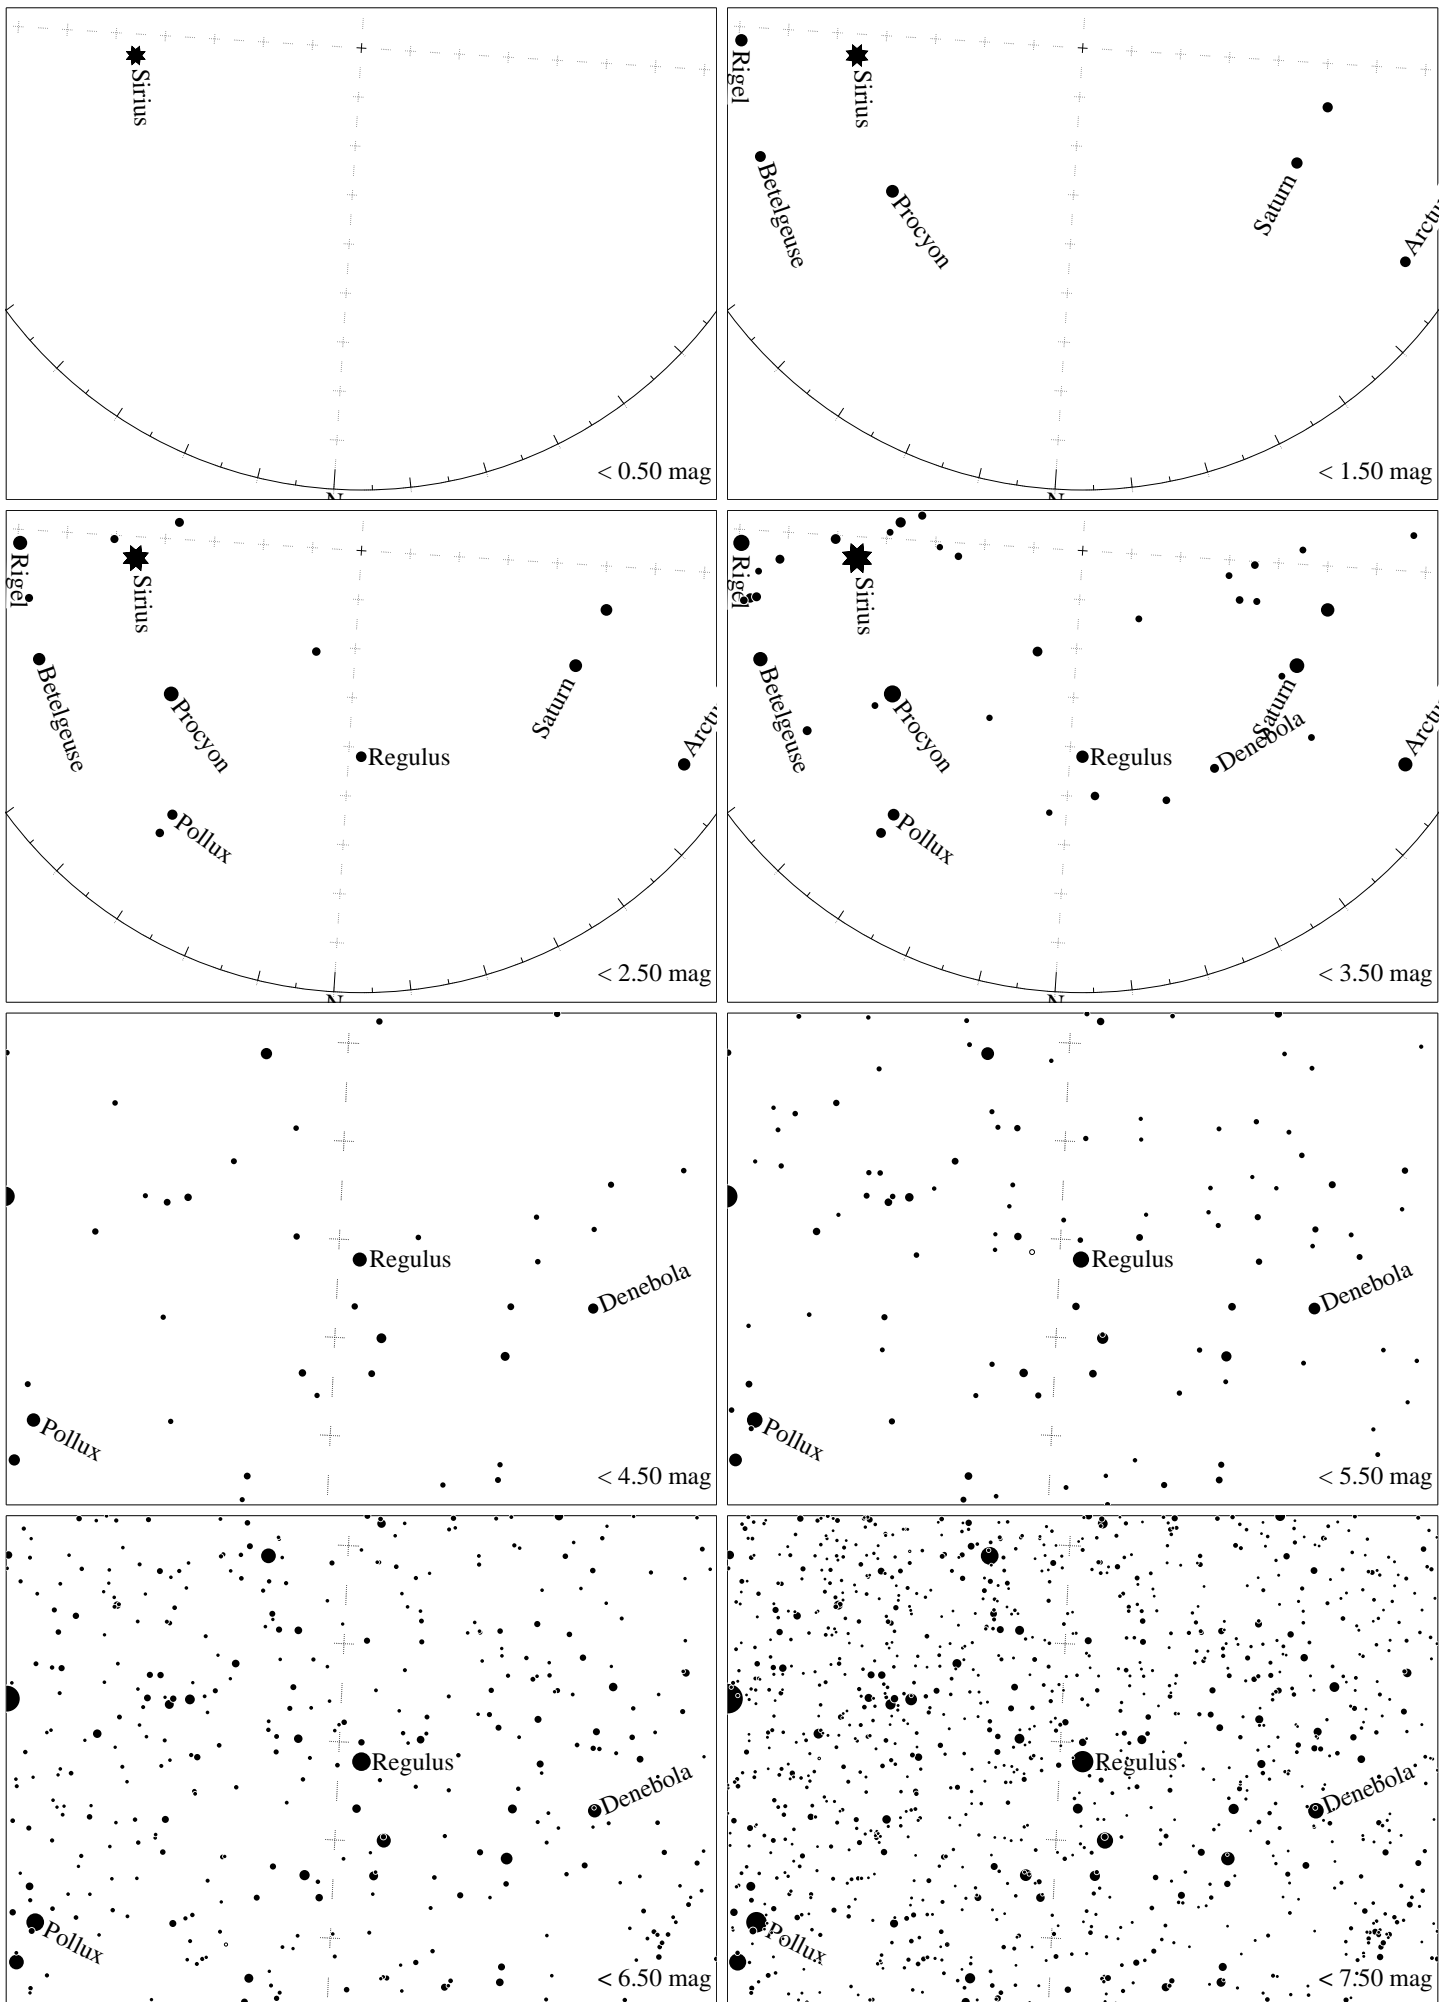 Sirius
< 0.50 mag
N
Rigel
Sirius
Betelgeuse
Procyon
Saturn
Arctu
< 1.50 mag
N
Rigel
Sirius
Betelgeuse
Procyon
Saturn
Arctu
Regulus
Pollux
< 2.50 mag
N
Rigel
Sirius
Betelgeuse
Procyon
Saturn
Denebola
Arctu
Regulus
Pollux
< 3.50 mag
N
Regulus
Denebola
Pollux
< 4.50 mag
Regulus
Denebola
Pollux
< 5.50 mag
Regulus
Denebola
Pollux
< 6.50 mag
Regulus
Denebola
Pollux
< 7.50 mag